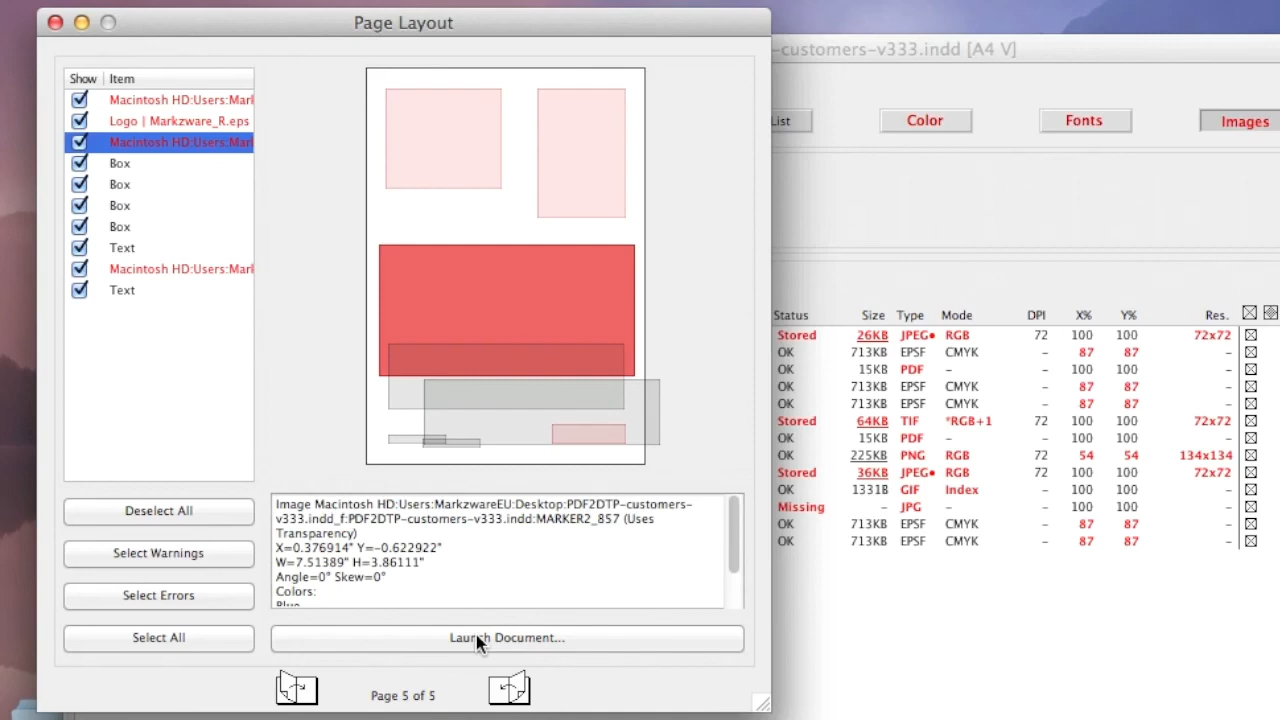 Page Layout
-customers-v333.indd [A4 V]
Show Item
Macintosh HD:Users:Mark
Logo | Markzware_R.eps
Macintosh HD:Users:Mark
Box
Box
Box
Box
Text
Macintosh HD:Users:Mark
Text
Deselect All
Select Warnings
Select Errors
Select All
Image Macintosh HD:Users:MarkzwareEU:Desktop:PDF2DTP-customers-
v333.indd_f:PDF2DTP-customers-v333.indd:MARKER2_857 (Uses
Transparency)
X=0.376914" Y=-0.622922"
W=7.51389" H=3.86111"
Angle=0° Skew=0°
Colors:
Blue
Launch Document...
Page 5 of 5
List Color Fonts Images
Status Size Type Mode DPI X% Y% Res.
Stored 26KB JPEG• RGB 72 100 100 72x72
OK 713KB EPSF CMYK – 87 87 –
OK 15KB PDF – – 100 100 –
OK 713KB EPSF CMYK – 87 87 –
OK 713KB EPSF CMYK – 87 87 –
Stored 64KB TIF *RGB+1 72 100 100 72x72
OK 15KB PDF – – 100 100 –
OK 225KB PNG RGB 72 54 54 134x134
Stored 36KB JPEG• RGB 72 100 100 72x72
OK 1331B GIF Index – 100 100 –
Missing – JPG – – 100 100 –
OK 713KB EPSF CMYK – 87 87 –
OK 713KB EPSF CMYK – 87 87 –